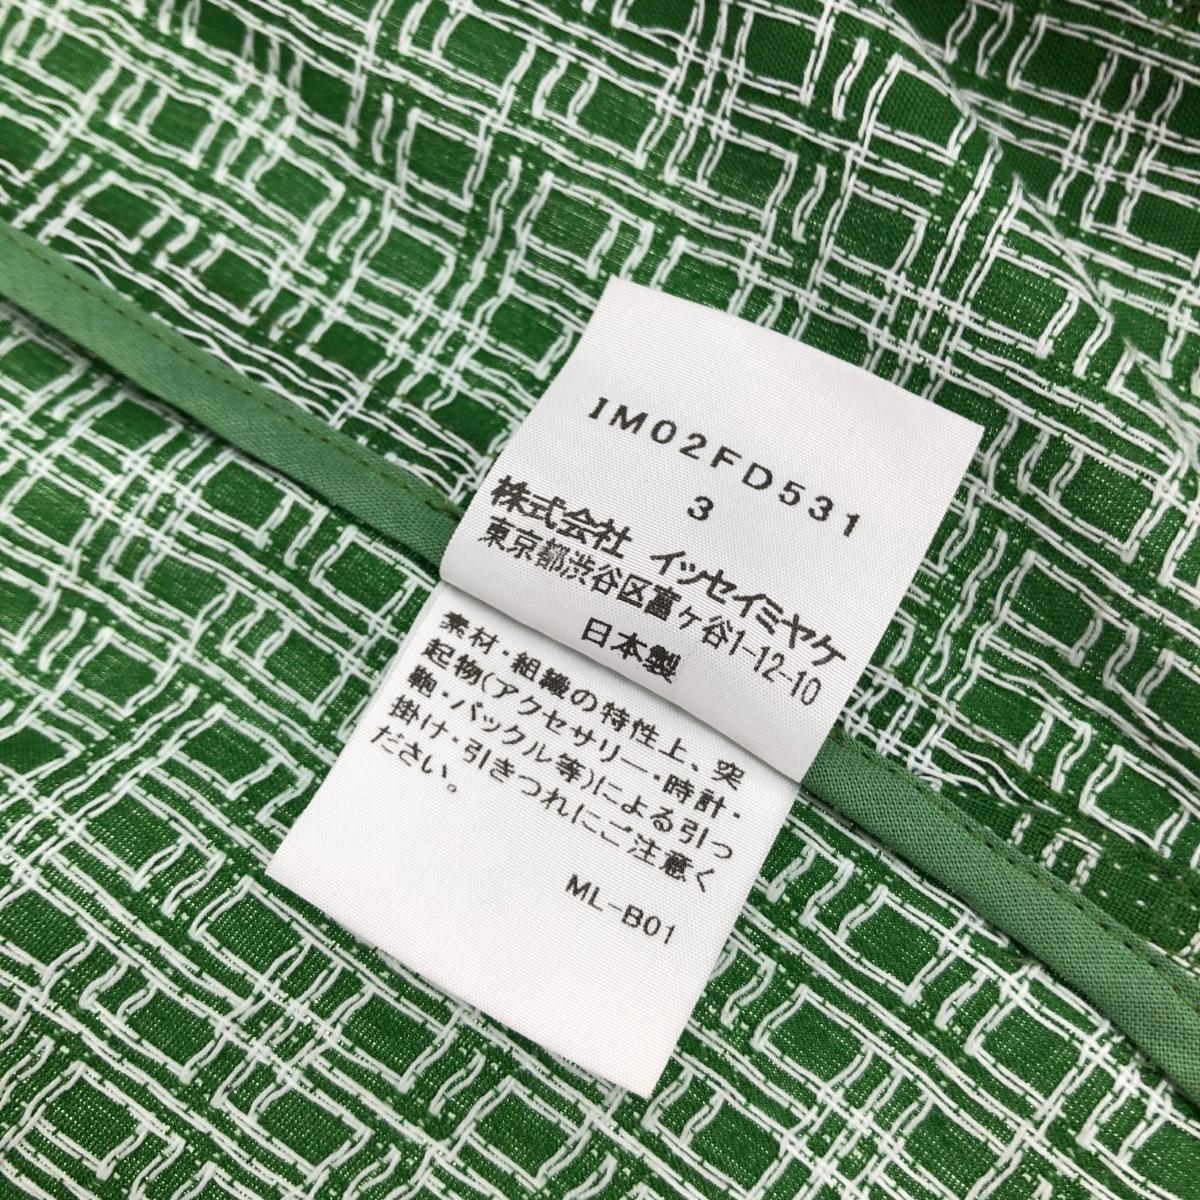 IM02FD531
3
株式会社 イッセイミヤケ
東京都渋谷区富ヶ谷1-12-10
日本製
素材・組織の特性上、突
起物(アクセサリー・時計・
鞄・バックル等)による引っ
掛け・引きつれにご注意く
ださい。
ML-B01